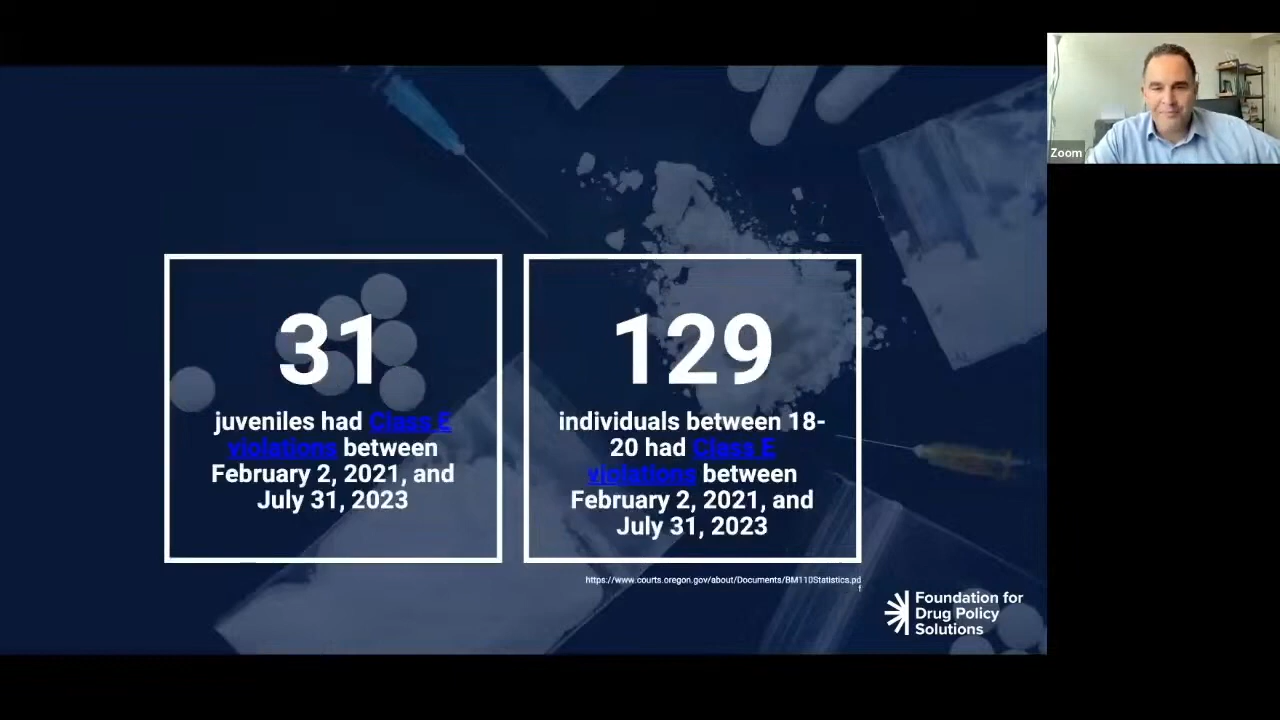 Zoom
31
juveniles had Class E
violations between
February 2, 2021, and
July 31, 2023
129
individuals between 18-
20 had Class E
violations between
February 2, 2021, and
July 31, 2023
https://www.courts.oregon.gov/about/Documents/BM110Statistics.pd
f
Foundation for
Drug Policy
Solutions